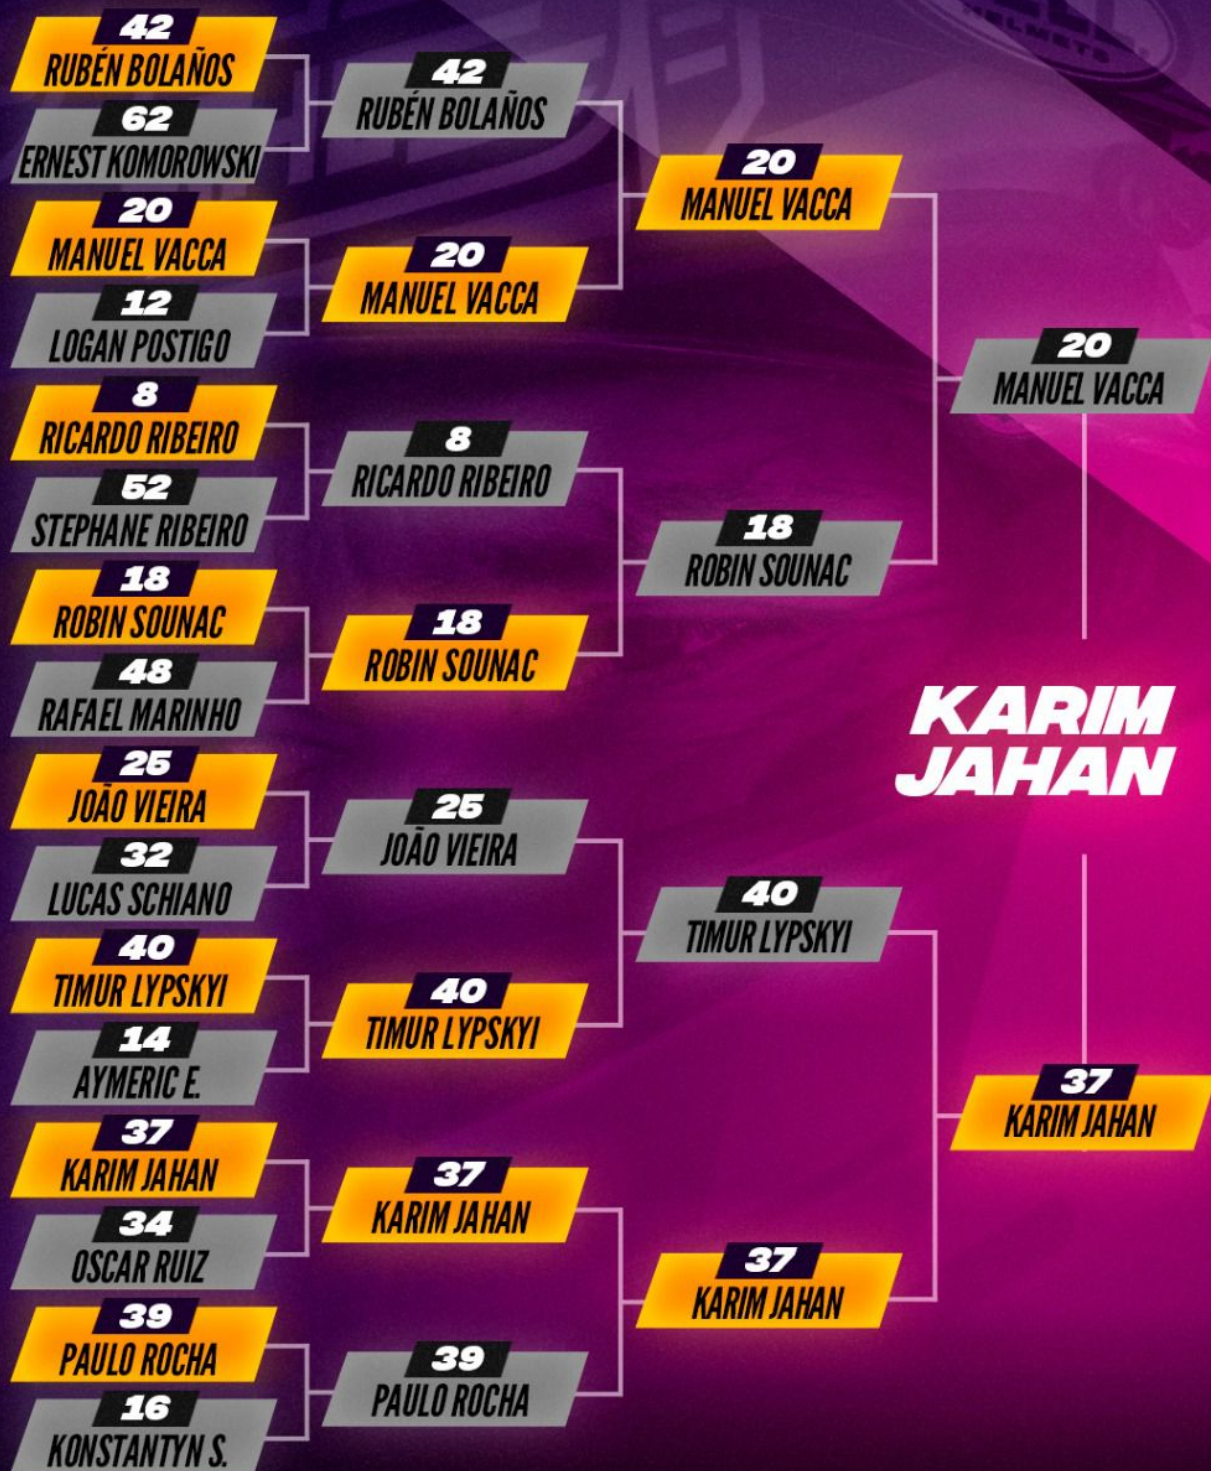 HELMETS
42
RUBÉN BOLAÑOS
62
ERNEST KOMOROWSKI
20
MANUEL VACCA
12
LOGAN POSTIGO
8
RICARDO RIBEIRO
52
STEPHANE RIBEIRO
18
ROBIN SOUNAC
48
RAFAEL MARINHO
25
JOÃO VIEIRA
32
LUCAS SCHIANO
40
TIMUR LYPSKYI
14
AYMERIC E.
37
KARIM JAHAN
34
OSCAR RUIZ
39
PAULO ROCHA
16
KONSTANTYN S.
42
RUBÉN BOLAÑOS
20
MANUEL VACCA
8
RICARDO RIBEIRO
18
ROBIN SOUNAC
25
JOÃO VIEIRA
40
TIMUR LYPSKYI
37
KARIM JAHAN
39
PAULO ROCHA
20
MANUEL VACCA
18
ROBIN SOUNAC
40
TIMUR LYPSKYI
37
KARIM JAHAN
20
MANUEL VACCA
KARIM
JAHAN
37
KARIM JAHAN